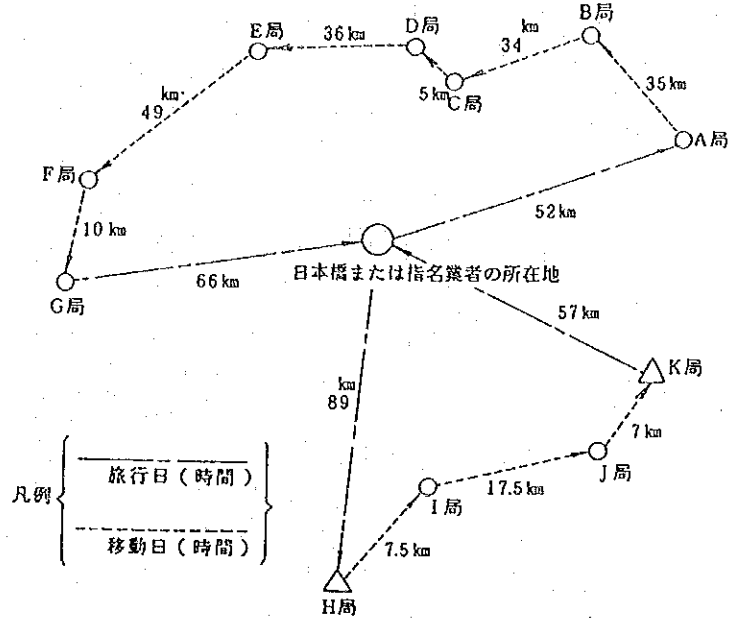 B局
D局
E局
36km
km
34
C局
5km
35km
km.
49
A局
F局
10km
52km
日本橋または指名業者の所在地
66km
G局
57km
km
89
K局
7km
J局
17.5km
I局
7.5km
H局
凡例
旅行日(時間)
移動日(時間)